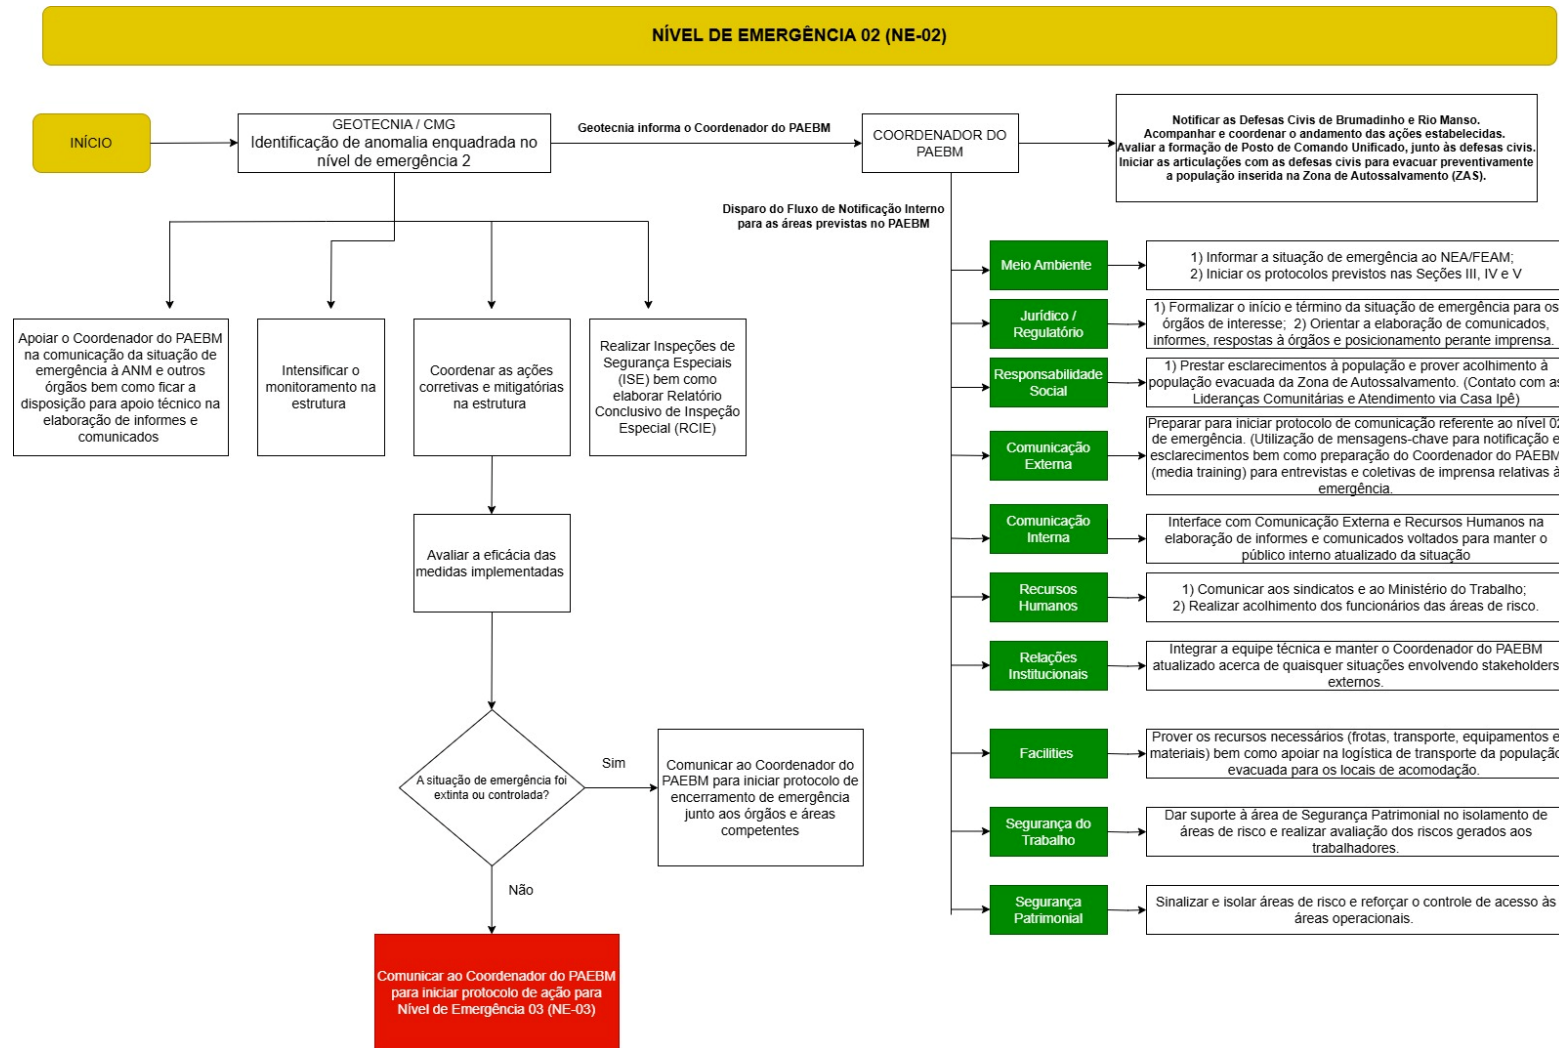 NÍVEL DE EMERGÊNCIA 02 (NE-02)
INÍCIO
GEOTECNIA / CMG
Identificação de anomalia enquadrada no
nível de emergência 2
Geotecnia informa o Coordenador do PAEBM
COORDENADOR DO
PAEBM
Notificar as Defesas Civis de Brumadinho e Rio Manso.
Acompanhar e coordenar o andamento das ações estabelecidas.
Avaliar a formação de Posto de Comando Unificado, junto às defesas civis.
Iniciar as articulações com as defesas civis para evacuar preventivamente
a população inserida na Zona de Autossalvamento (ZAS).
Disparo do Fluxo de Notificação Interno
para as áreas previstas no PAEBM
Apoiar o Coordenador do PAEBM
na comunicação da situação de
emergência à ANM e outros
órgãos bem como ficar a
disposição para apoio técnico na
elaboração de informes e
comunicados
Intensificar o
monitoramento na
estrutura
Coordenar as ações
corretivas e mitigatórias
na estrutura
Realizar Inspeções de
Segurança Especiais
(ISE) bem como
elaborar Relatório
Conclusivo de Inspeção
Especial (RCIE)
Avaliar a eficácia das
medidas implementadas
A situação de emergência foi
extinta ou controlada?
Sim
Comunicar ao Coordenador do
PAEBM para iniciar protocolo de
encerramento de emergência
junto aos órgãos e áreas
competentes
Não
Comunicar ao Coordenador do PAEBM
para iniciar protocolo de ação para
Nível de Emergência 03 (NE-03)
Meio Ambiente
1) Informar a situação de emergência ao NEA/FEAM;
2) Iniciar os protocolos previstos nas Seções III, IV e V
Jurídico /
Regulatório
1) Formalizar o início e término da situação de emergência para os
órgãos de interesse; 2) Orientar a elaboração de comunicados,
informes, respostas à órgãos e posicionamento perante imprensa.
Responsabilidade
Social
1) Prestar esclarecimentos à população e prover acolhimento à
população evacuada da Zona de Autossalvamento. (Contato com as
Lideranças Comunitárias e Atendimento via Casa Ipê)
Comunicação
Externa
Preparar para iniciar protocolo de comunicação referente ao nível 02
de emergência. (Utilização de mensagens-chave para notificação e
esclarecimentos bem como preparação do Coordenador do PAEBM
(media training) para entrevistas e coletivas de imprensa relativas à
emergência.
Comunicação
Interna
Interface com Comunicação Externa e Recursos Humanos na
elaboração de informes e comunicados voltados para manter o
público interno atualizado da situação
Recursos
Humanos
1) Comunicar aos sindicatos e ao Ministério do Trabalho;
2) Realizar acolhimento dos funcionários das áreas de risco.
Relações
Institucionais
Integrar a equipe técnica e manter o Coordenador do PAEBM
atualizado acerca de quaisquer situações envolvendo stakeholders
externos.
Facilities
Prover os recursos necessários (frotas, transporte, equipamentos e
materiais) bem como apoiar na logística de transporte da população
evacuada para os locais de acomodação.
Segurança do
Trabalho
Dar suporte à área de Segurança Patrimonial no isolamento de
áreas de risco e realizar avaliação dos riscos gerados aos
trabalhadores.
Segurança
Patrimonial
Sinalizar e isolar áreas de risco e reforçar o controle de acesso às
áreas operacionais.